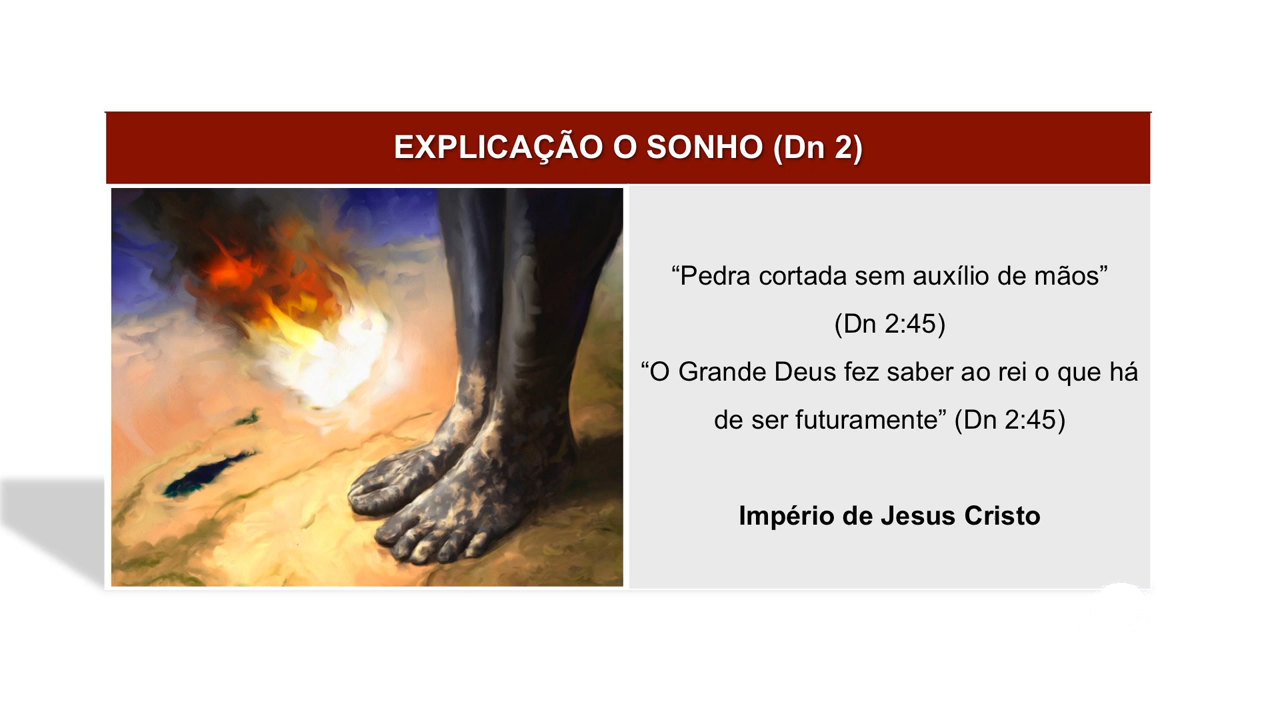 EXPLICAÇÃO O SONHO (Dn 2)
“Pedra cortada sem auxílio de mãos”
(Dn 2:45)
“O Grande Deus fez saber ao rei o que há
de ser futuramente” (Dn 2:45)
Império de Jesus Cristo